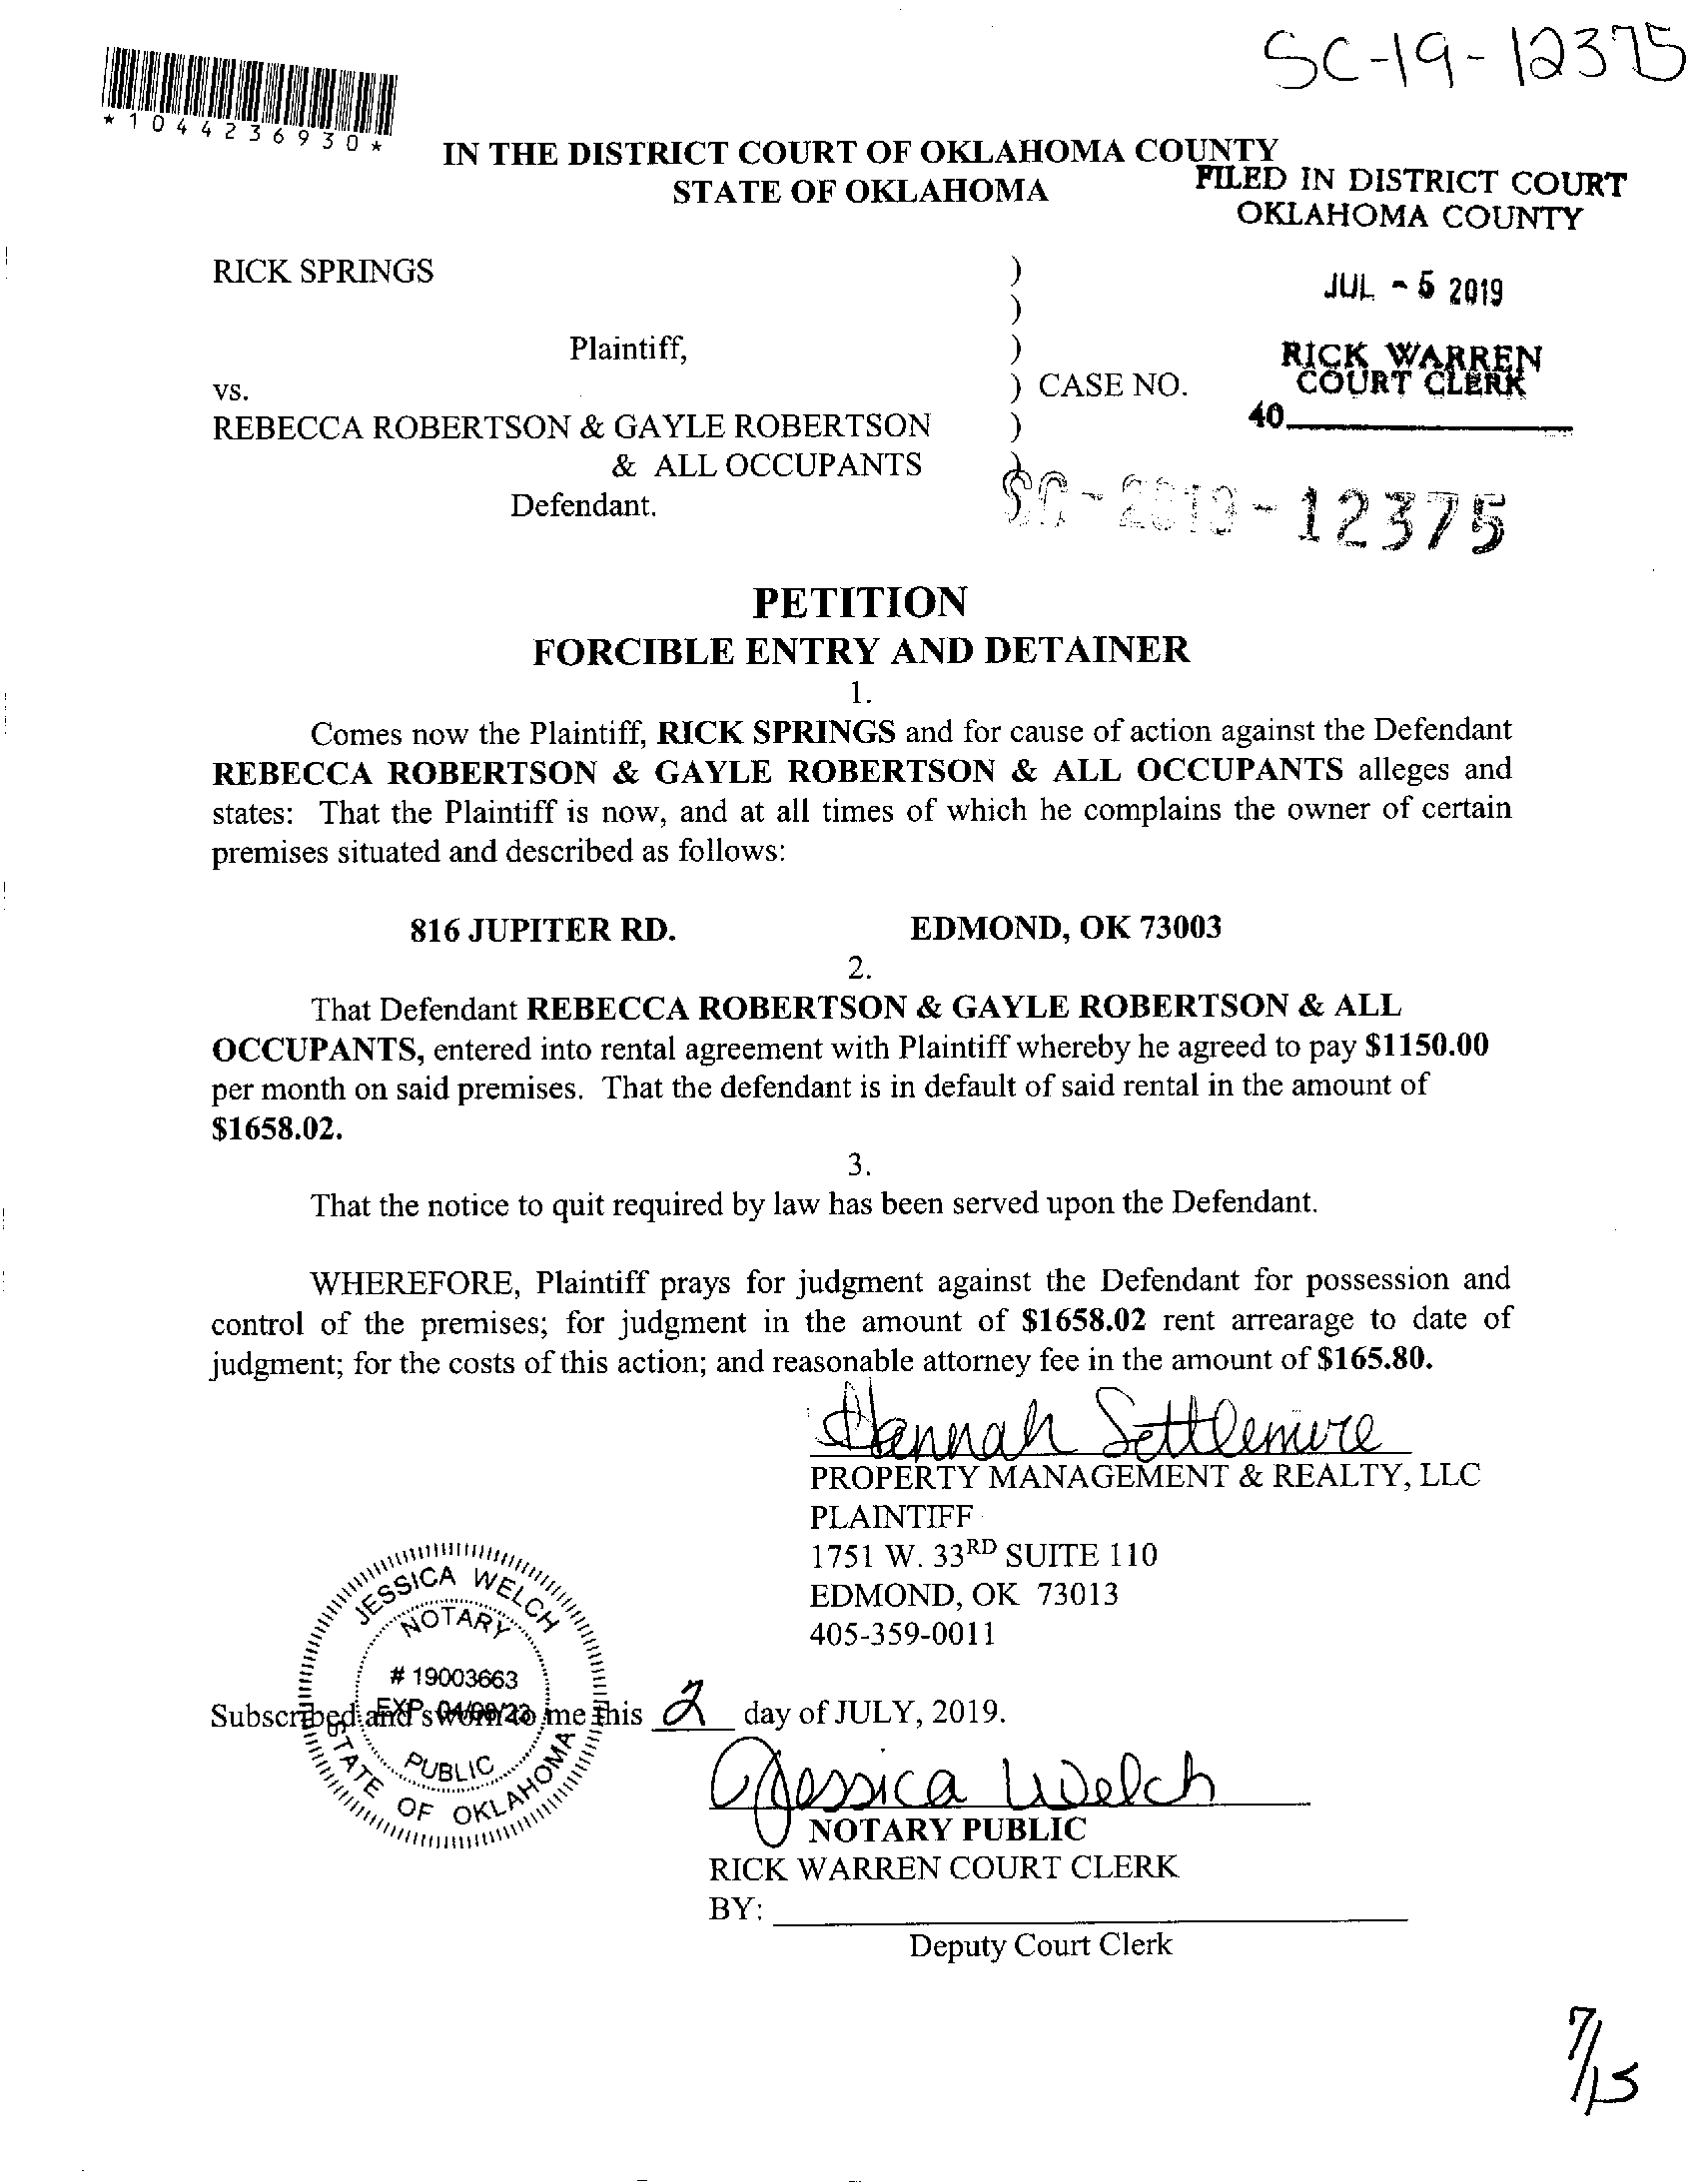 SC-19-12375
*1044236930*
IN THE DISTRICT COURT OF OKLAHOMA COUNTY
STATE OF OKLAHOMA
FILED IN DISTRICT COURT
OKLAHOMA COUNTY
JUL - 5 2019
RICK WARREN
COURT CLERK
40
RICK SPRINGS )
)
Plaintiff, )
vs. ) CASE NO.
REBECCA ROBERTSON & GAYLE ROBERTSON )
& ALL OCCUPANTS )
Defendant.
SC-2019-12375
PETITION
FORCIBLE ENTRY AND DETAINER
1.
Comes now the Plaintiff, RICK SPRINGS and for cause of action against the Defendant
REBECCA ROBERTSON & GAYLE ROBERTSON & ALL OCCUPANTS alleges and
states: That the Plaintiff is now, and at all times of which he complains the owner of certain
premises situated and described as follows:
816 JUPITER RD. EDMOND, OK 73003
2.
That Defendant REBECCA ROBERTSON & GAYLE ROBERTSON & ALL
OCCUPANTS, entered into rental agreement with Plaintiff whereby he agreed to pay $1150.00
per month on said premises. That the defendant is in default of said rental in the amount of
$1658.02.
3.
That the notice to quit required by law has been served upon the Defendant.
WHEREFORE, Plaintiff prays for judgment against the Defendant for possession and
control of the premises; for judgment in the amount of $1658.02 rent arrearage to date of
judgment; for the costs of this action; and reasonable attorney fee in the amount of $165.80.
Hannah Settlemire
PROPERTY MANAGEMENT & REALTY, LLC
PLAINTIFF
1751 W. 33RD SUITE 110
EDMOND, OK 73013
405-359-0011
JESSICA WELCH
NOTARY
# 19003663
EXP. 04/09/23
PUBLIC
STATE OF OKLAHOMA
Subscribed and sworn to me this 2 day of JULY, 2019.
Jessica Welch
NOTARY PUBLIC
RICK WARREN COURT CLERK
BY:
Deputy Court Clerk
7/15